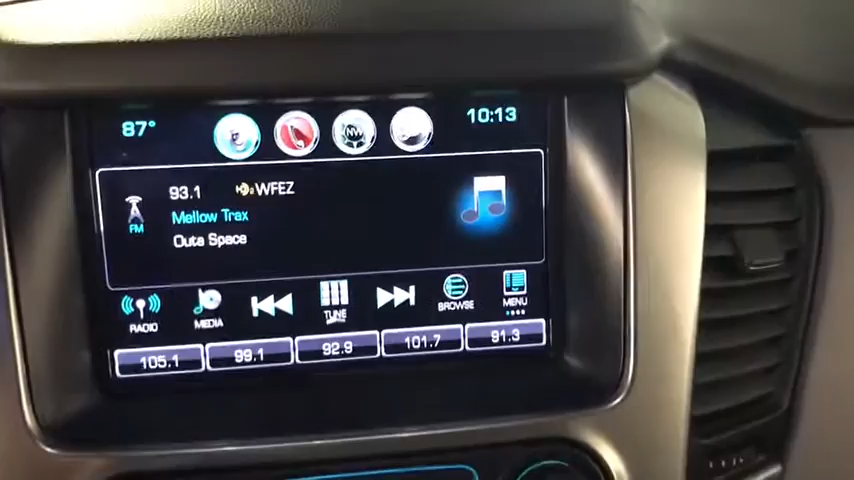 87°
NW
10:13
93.1 WFEZ
FM
Mellow Trax
Outa Space
RADIO
MEDIA
TUNE
BROWSE
MENU
105.1 99.1 92.9 101.7 91.3